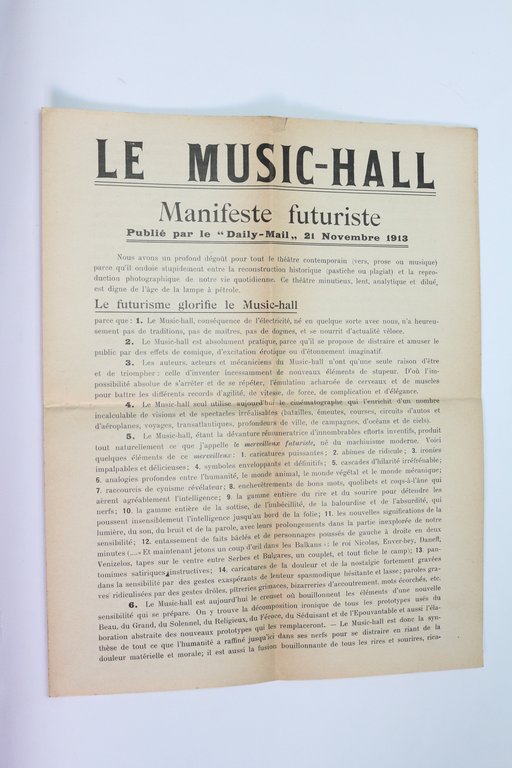 LE MUSIC-HALL
Manifeste futuriste
Publié par le "Daily-Mail„ 21 Novembre 1913
Nous avons un profond dégoût pour tout le théâtre contemporain (vers, prose ou musique)
parce qu'il ondoie stupidement entre la reconstruction historique (pastiche ou plagiat) et la repro-
duction photographique de notre vie quotidienne. Ce théâtre minutieux, lent, analytique et dilué,
est digne de l'âge de la lampe à pétrole.
Le futurisme glorifie le Music-hall
parce que : 1. Le Music-hall, conséquence de l'électricité, né en quelque sorte avec nous, n'a heureu-
sement pas de traditions, pas de maîtres, pas de dogmes, et se nourrit d'actualité véloce.
2. Le Music-hall est absolument pratique, parce qu'il se propose de distraire et amuser le
public par des effets de comique, d'excitation érotique ou d'étonnement imaginatif.
3. Les auteurs, acteurs et mécaniciens du Music-hall n'ont qu'une seule raison d'être
et de triompher : celle d'inventer incessamment de nouveaux éléments de stupeur. D'où l'im-
possibilité absolue de s'arrêter et de se répéter, l'émulation acharnée de cerveaux et de muscles
pour battre les différents records d'agilité, de vitesse, de force, de complication et d'élégance.
4. Le Music-hall seul utilise aujourd'hui le cinématographe qui l'enrichit d'un nombre
incalculable de visions et de spectacles irréalisables (batailles, émeutes, courses, circuits d'autos et
d'aéroplanes, voyages, transatlantiques, profondeurs de ville, de campagnes, d'océans et de ciels).
5. Le Music-hall, étant la dévanture rémuneratrice d'innombrables efforts inventifs, produit
tout naturellement ce que j'appelle le merveilleux futuriste, né du machinisme moderne. Voici
quelques éléments de ce merveilleux : 1. caricatures puissantes ; 2. abîmes de ridicule ; 3. ironies
impalpables et délicieuses ; 4. symboles enveloppants et définitifs ; 5. cascades d'hilarité irréfrénable ;
6. analogies profondes entre l'humanité, le monde animal, le monde végétal et le monde mécanique ;
7. raccourcis de cynisme révélateur ; 8. enchevêtrements de bons mots, quolibets et coqs-à-l'âne qui
aèrent agréablement l'intelligence ; 9. la gamme entière du rire et du sourire pour détendre les
nerfs ; 10. la gamme entière de la sottise, de l'imbécilité, de la balourdise et de l'absurdité, qui
poussent insensiblement l'intelligence jusqu'au bord de la folie ; 11. les nouvelles significations de la
lumière, du son, du bruit et de la parole, avec leurs prolongements dans la partie inexplorée de notre
sensibilité ; 12. entassement de faits bâclés et de personnages poussés de gauche à droite en deux
minutes (« Et maintenant jetons un coup d'œil dans les Balkans » : le roi Nicolas, Enver-bey, Daneff,
Venizelos, tapes sur le ventre entre Serbes et Bulgares, un couplet, et tout fiche le camp) ; 13 pan-
tomimes satiriques instructives ; 14. caricatures de la douleur et de la nostalgie fortement gravées
dans la sensibilité par des gestes exaspérants de lenteur spasmodique hésitante et lasse ; paroles gra-
ves ridiculisées par des gestes drôles, pîtreries grimaces, bizarreries d'accoutrement, mots écorchés, etc.
6. Le Music-hall est aujourd'hui le creuset où bouillonnent les éléments d'une nouvelle
sensibilité qui se prépare. On y trouve la décomposition ironique de tous les prototypes usés du
Beau, du Grand, du Solennel, du Religieux, du Féroce, du Séduisant et de l'Epouvantable et aussi l'éla-
boration abstraite des nouveaux prototypes qui les remplaceront. — Le Music-hall est donc la syn-
thèse de tout ce que l'humanité a raffiné jusqu'ici dans ses nerfs pour se distraire en riant de la
douleur matérielle et morale ; il est aussi la fusion bouillonnante de tous les rires et sourires, rica-